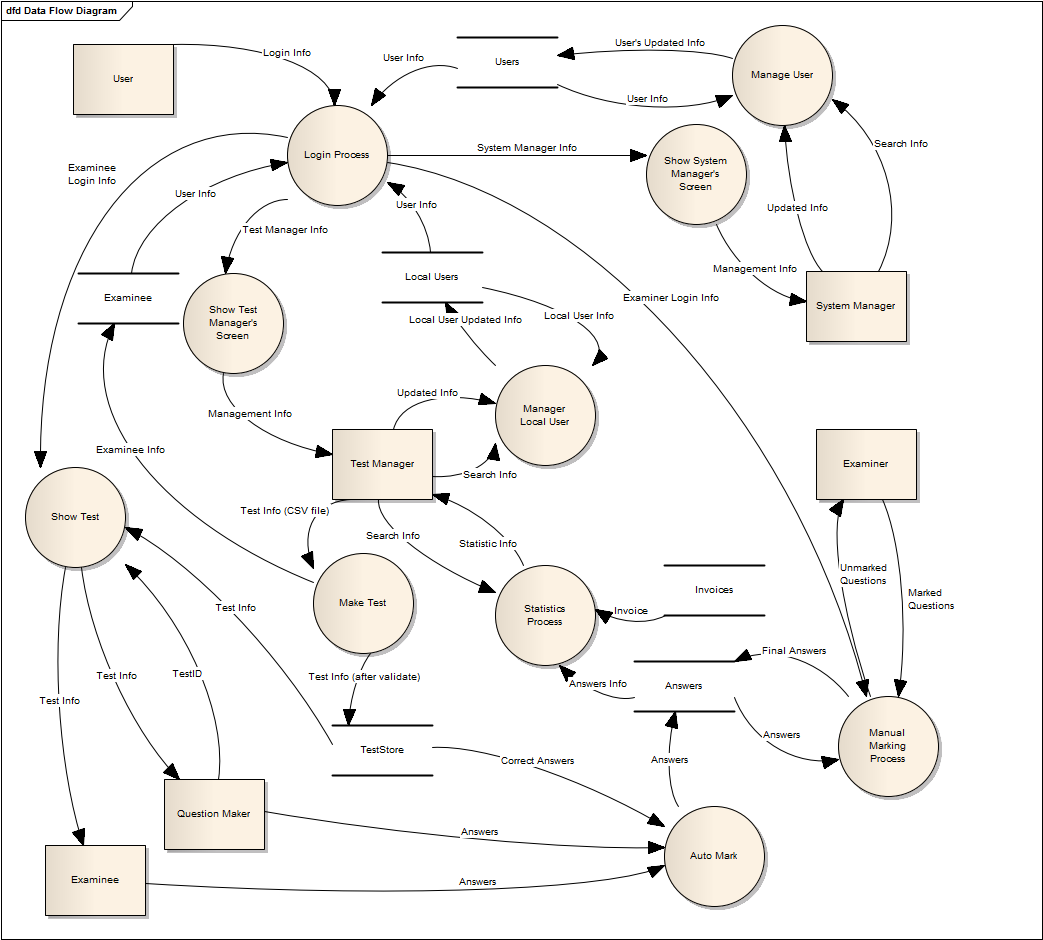 dfd Data Flow Diagram
User
Login Info
User Info
Users
User's Updated Info
User Info
Manage User
Login Process
System Manager Info
Show System
Manager's
Screen
Search Info
Examinee
Login Info
User Info
User Info
Updated Info
Test Manager Info
Management Info
Local Users
Examinee
Examiner Login Info
System Manager
Show Test
Manager's
Screen
Local User Updated Info
Local User Info
Management Info
Updated Info
Manager
Local User
Examinee Info
Test Manager
Search Info
Examiner
Show Test
Test Info (CSV file)
Search Info
Statistic Info
Unmarked
Questions
Marked
Questions
Make Test
Statistics
Process
Invoices
Invoice
Test Info
Final Answers
Test Info
TestID
Test Info (after validate)
Answers Info
Answers
Test Info
TestStore
Correct Answers
Answers
Answers
Manual
Marking
Process
Question Maker
Answers
Auto Mark
Examinee
Answers